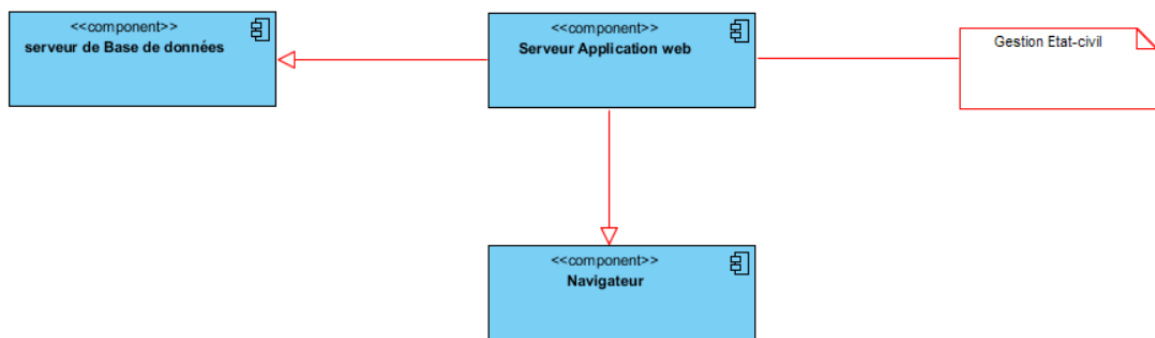 <<component>>
serveur de Base de données
<<component>>
Serveur Application web
Gestion Etat-civil
<<component>>
Navigateur